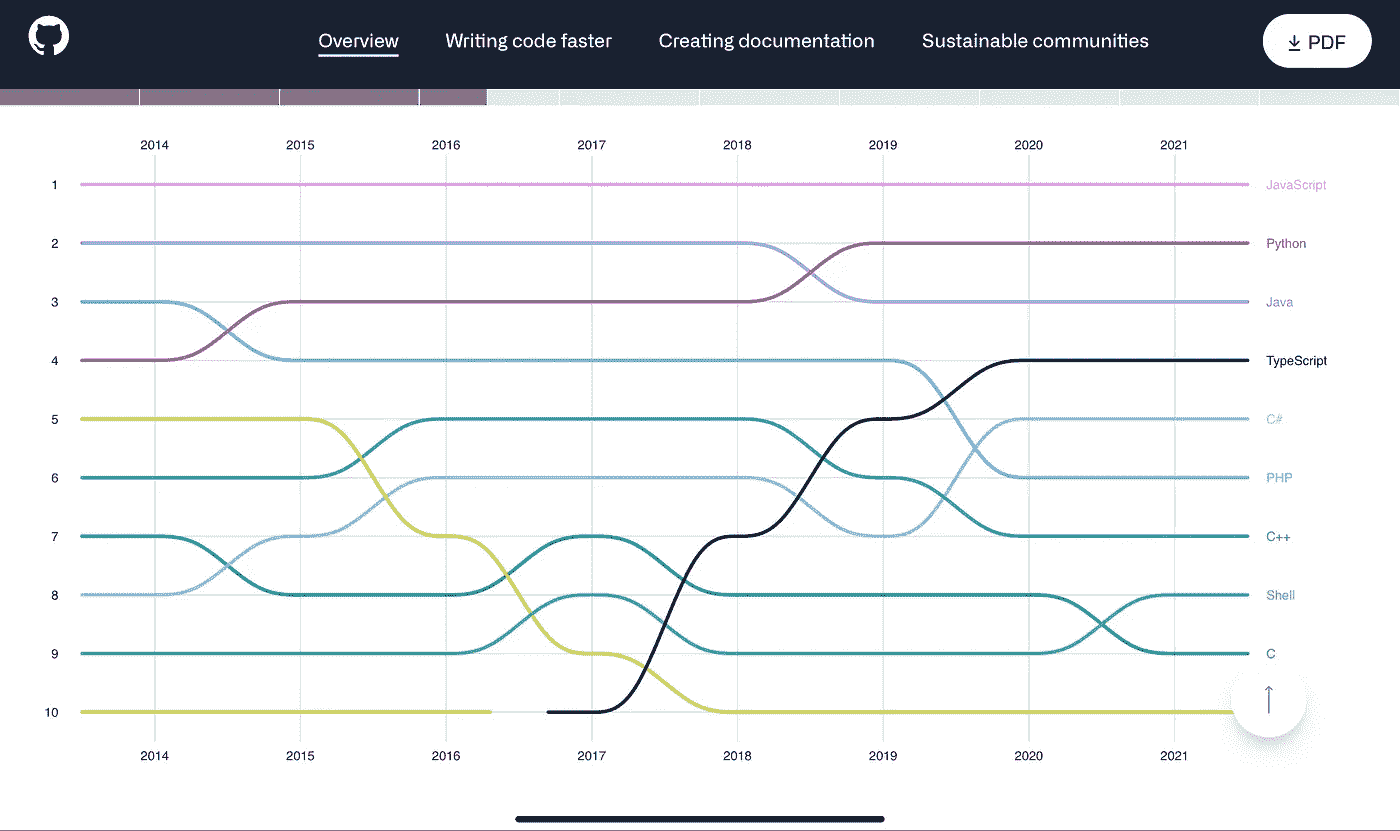 Overview Writing code faster Creating documentation Sustainable communities PDF
2014 2015 2016 2017 2018 2019 2020 2021
1 JavaScript
2 Python
3 Java
4 TypeScript
5 C#
6 PHP
7 C++
8 Shell
9 C
10
2014 2015 2016 2017 2018 2019 2020 2021